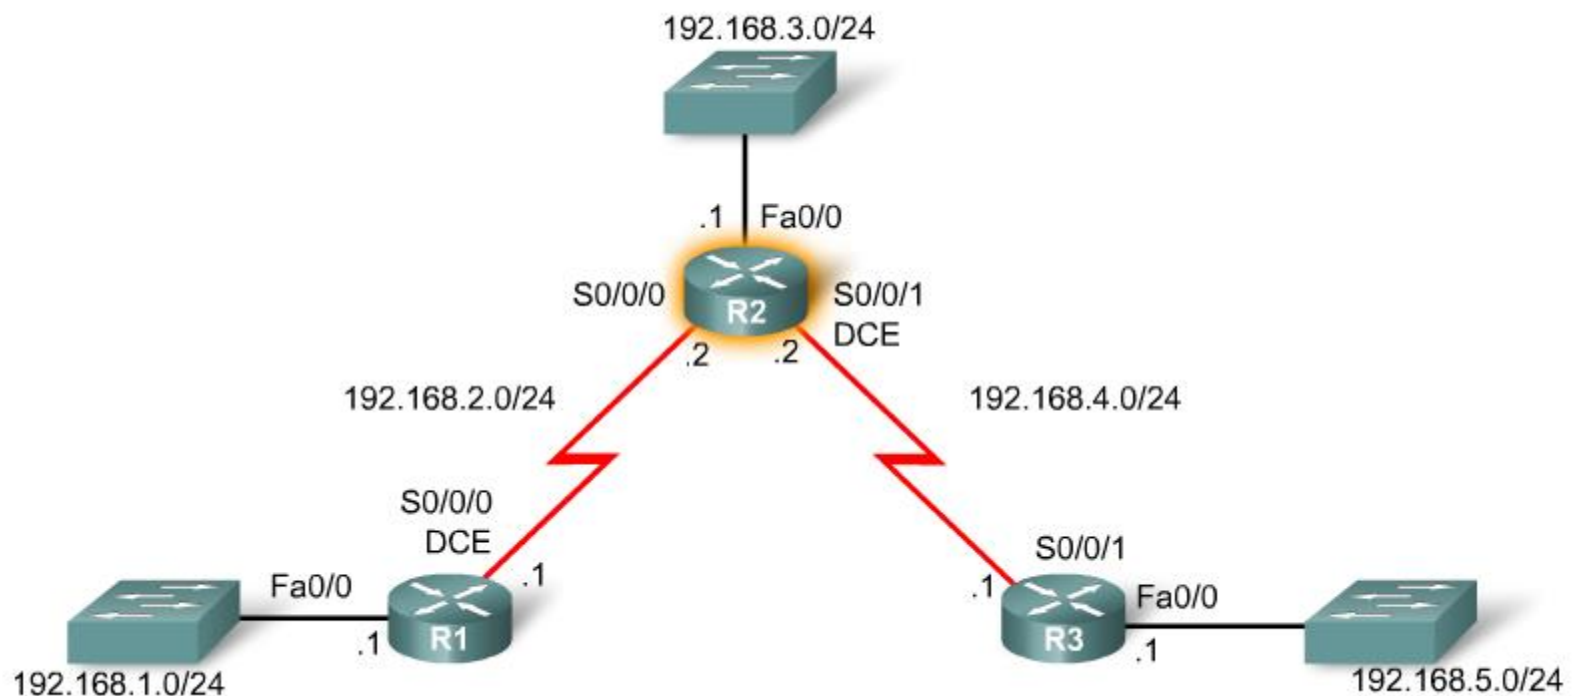 192.168.3.0/24
.1 Fa0/0
S0/0/0
R2
S0/0/1
DCE
.2
.2
192.168.2.0/24
192.168.4.0/24
S0/0/0
DCE
.1
Fa0/0
.1
R1
192.168.1.0/24
S0/0/1
.1
Fa0/0
R3
.1
192.168.5.0/24